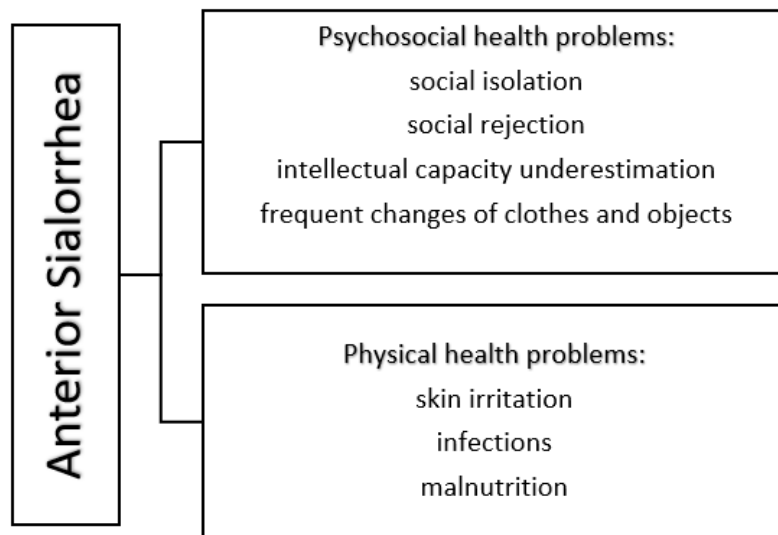 Anterior Sialorrhea
Psychosocial health problems:
social isolation
social rejection
intellectual capacity underestimation
frequent changes of clothes and objects
Physical health problems:
skin irritation
infections
malnutrition